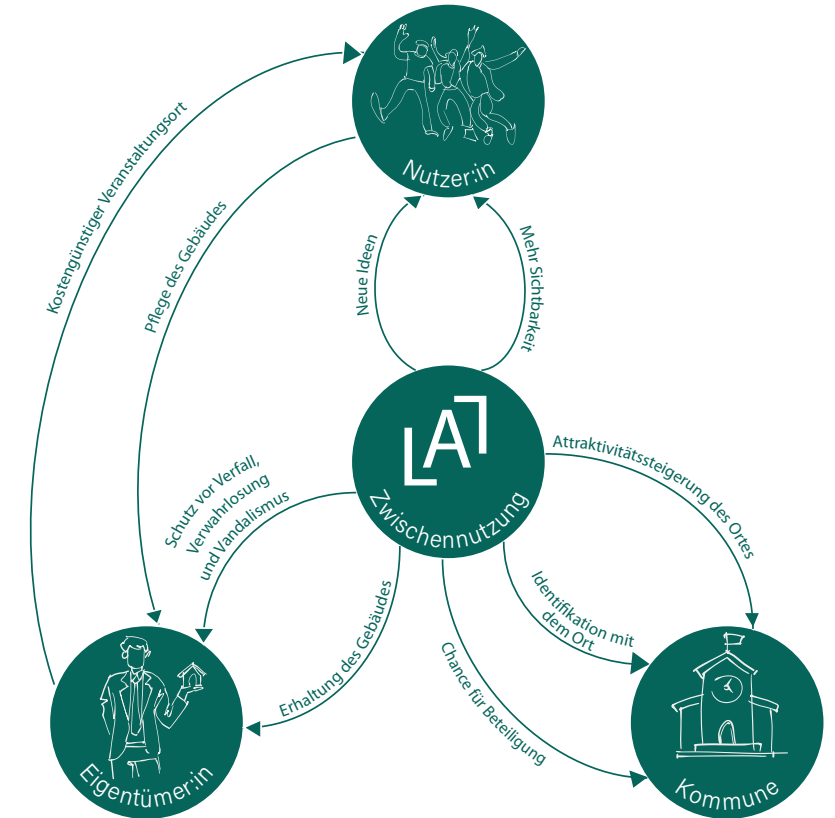 Nutzer:in
Kostengünstiger Veranstaltungsort
Pflege des Gebäudes
Neue Ideen
Mehr Sichtbarkeit
LA
Zwischennutzung
Attraktivitätssteigerung des Ortes
Schutz vor Verfall,
Verwahrlosung
und Vandalismus
Identifikation mit
dem Ort
Erhaltung des Gebäudes
Chance für Beteiligung
Eigentümer:in
Kommune